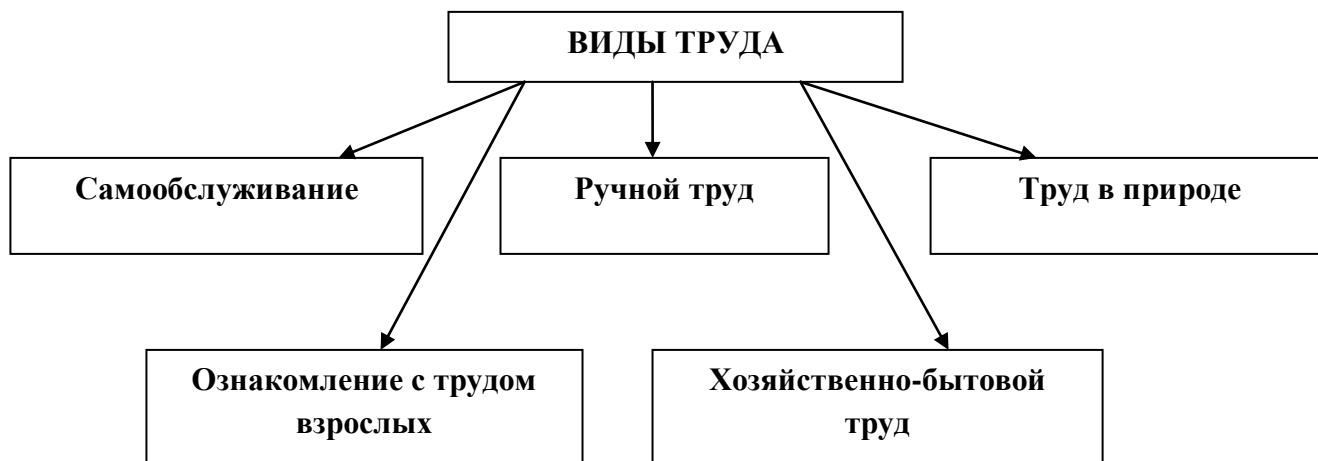 ВИДЫ ТРУДА
Самообслуживание
Ручной труд
Труд в природе
Ознакомление с трудом
взрослых
Хозяйственно-бытовой
труд